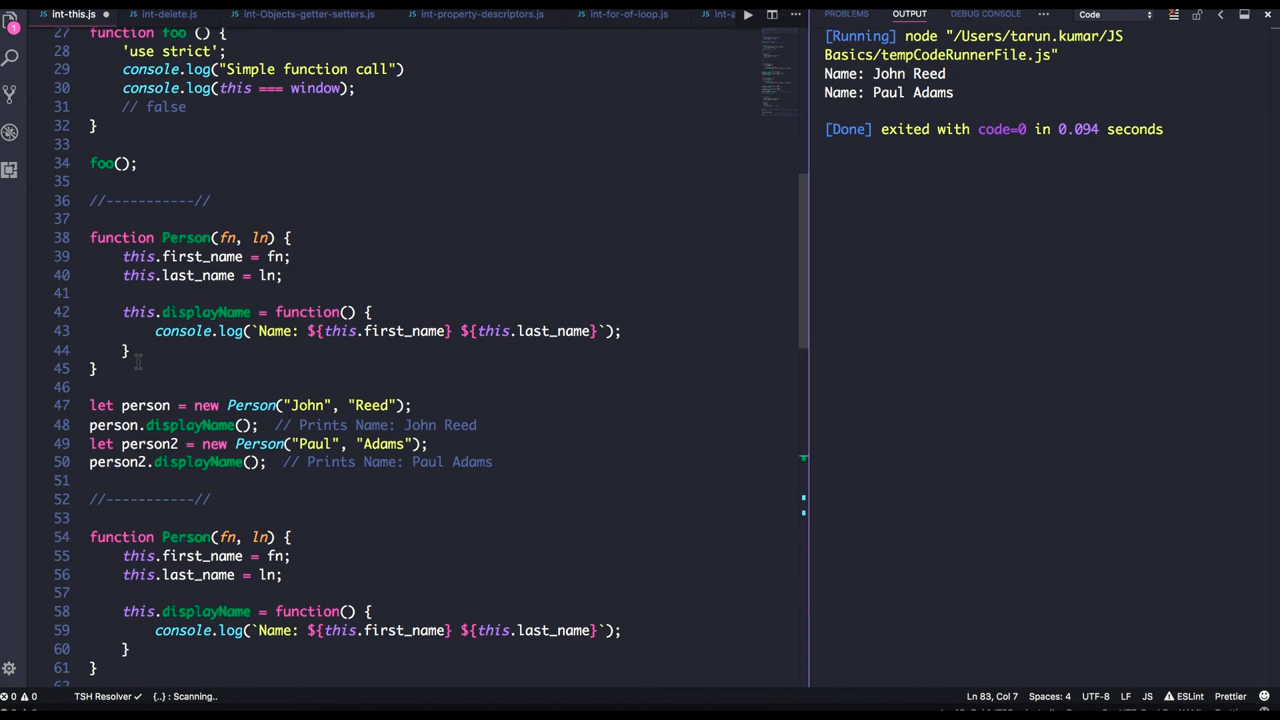 int-this.js
int-delete.js
int-Objects-getter-setters.js
int-property-descriptors.js
int-for-of-loop.js
PROBLEMS
OUTPUT
DEBUG CONSOLE
Code
27 function foo () {
28 'use strict';
29 console.log("Simple function call")
30 console.log(this === window);
31 // false
32 }
33
34 foo();
35
36 //-----------//
37
38 function Person(fn, ln) {
39 this.first_name = fn;
40 this.last_name = ln;
41
42 this.displayName = function() {
43 console.log(`Name: ${this.first_name} ${this.last_name}`);
44 }
45 }
46
47 let person = new Person("John", "Reed");
48 person.displayName(); // Prints Name: John Reed
49 let person2 = new Person("Paul", "Adams");
50 person2.displayName(); // Prints Name: Paul Adams
51
52 //-----------//
53
54 function Person(fn, ln) {
55 this.first_name = fn;
56 this.last_name = ln;
57
58 this.displayName = function() {
59 console.log(`Name: ${this.first_name} ${this.last_name}`);
60 }
61 }
[Running] node "/Users/tarun.kumar/JS
Basics/tempCodeRunnerFile.js"
Name: John Reed
Name: Paul Adams
[Done] exited with code=0 in 0.094 seconds
1
0 0 TSH Resolver ✓ {..} : Scanning.. Ln 83, Col 7 Spaces: 4 UTF-8 LF JS ESLint Prettier